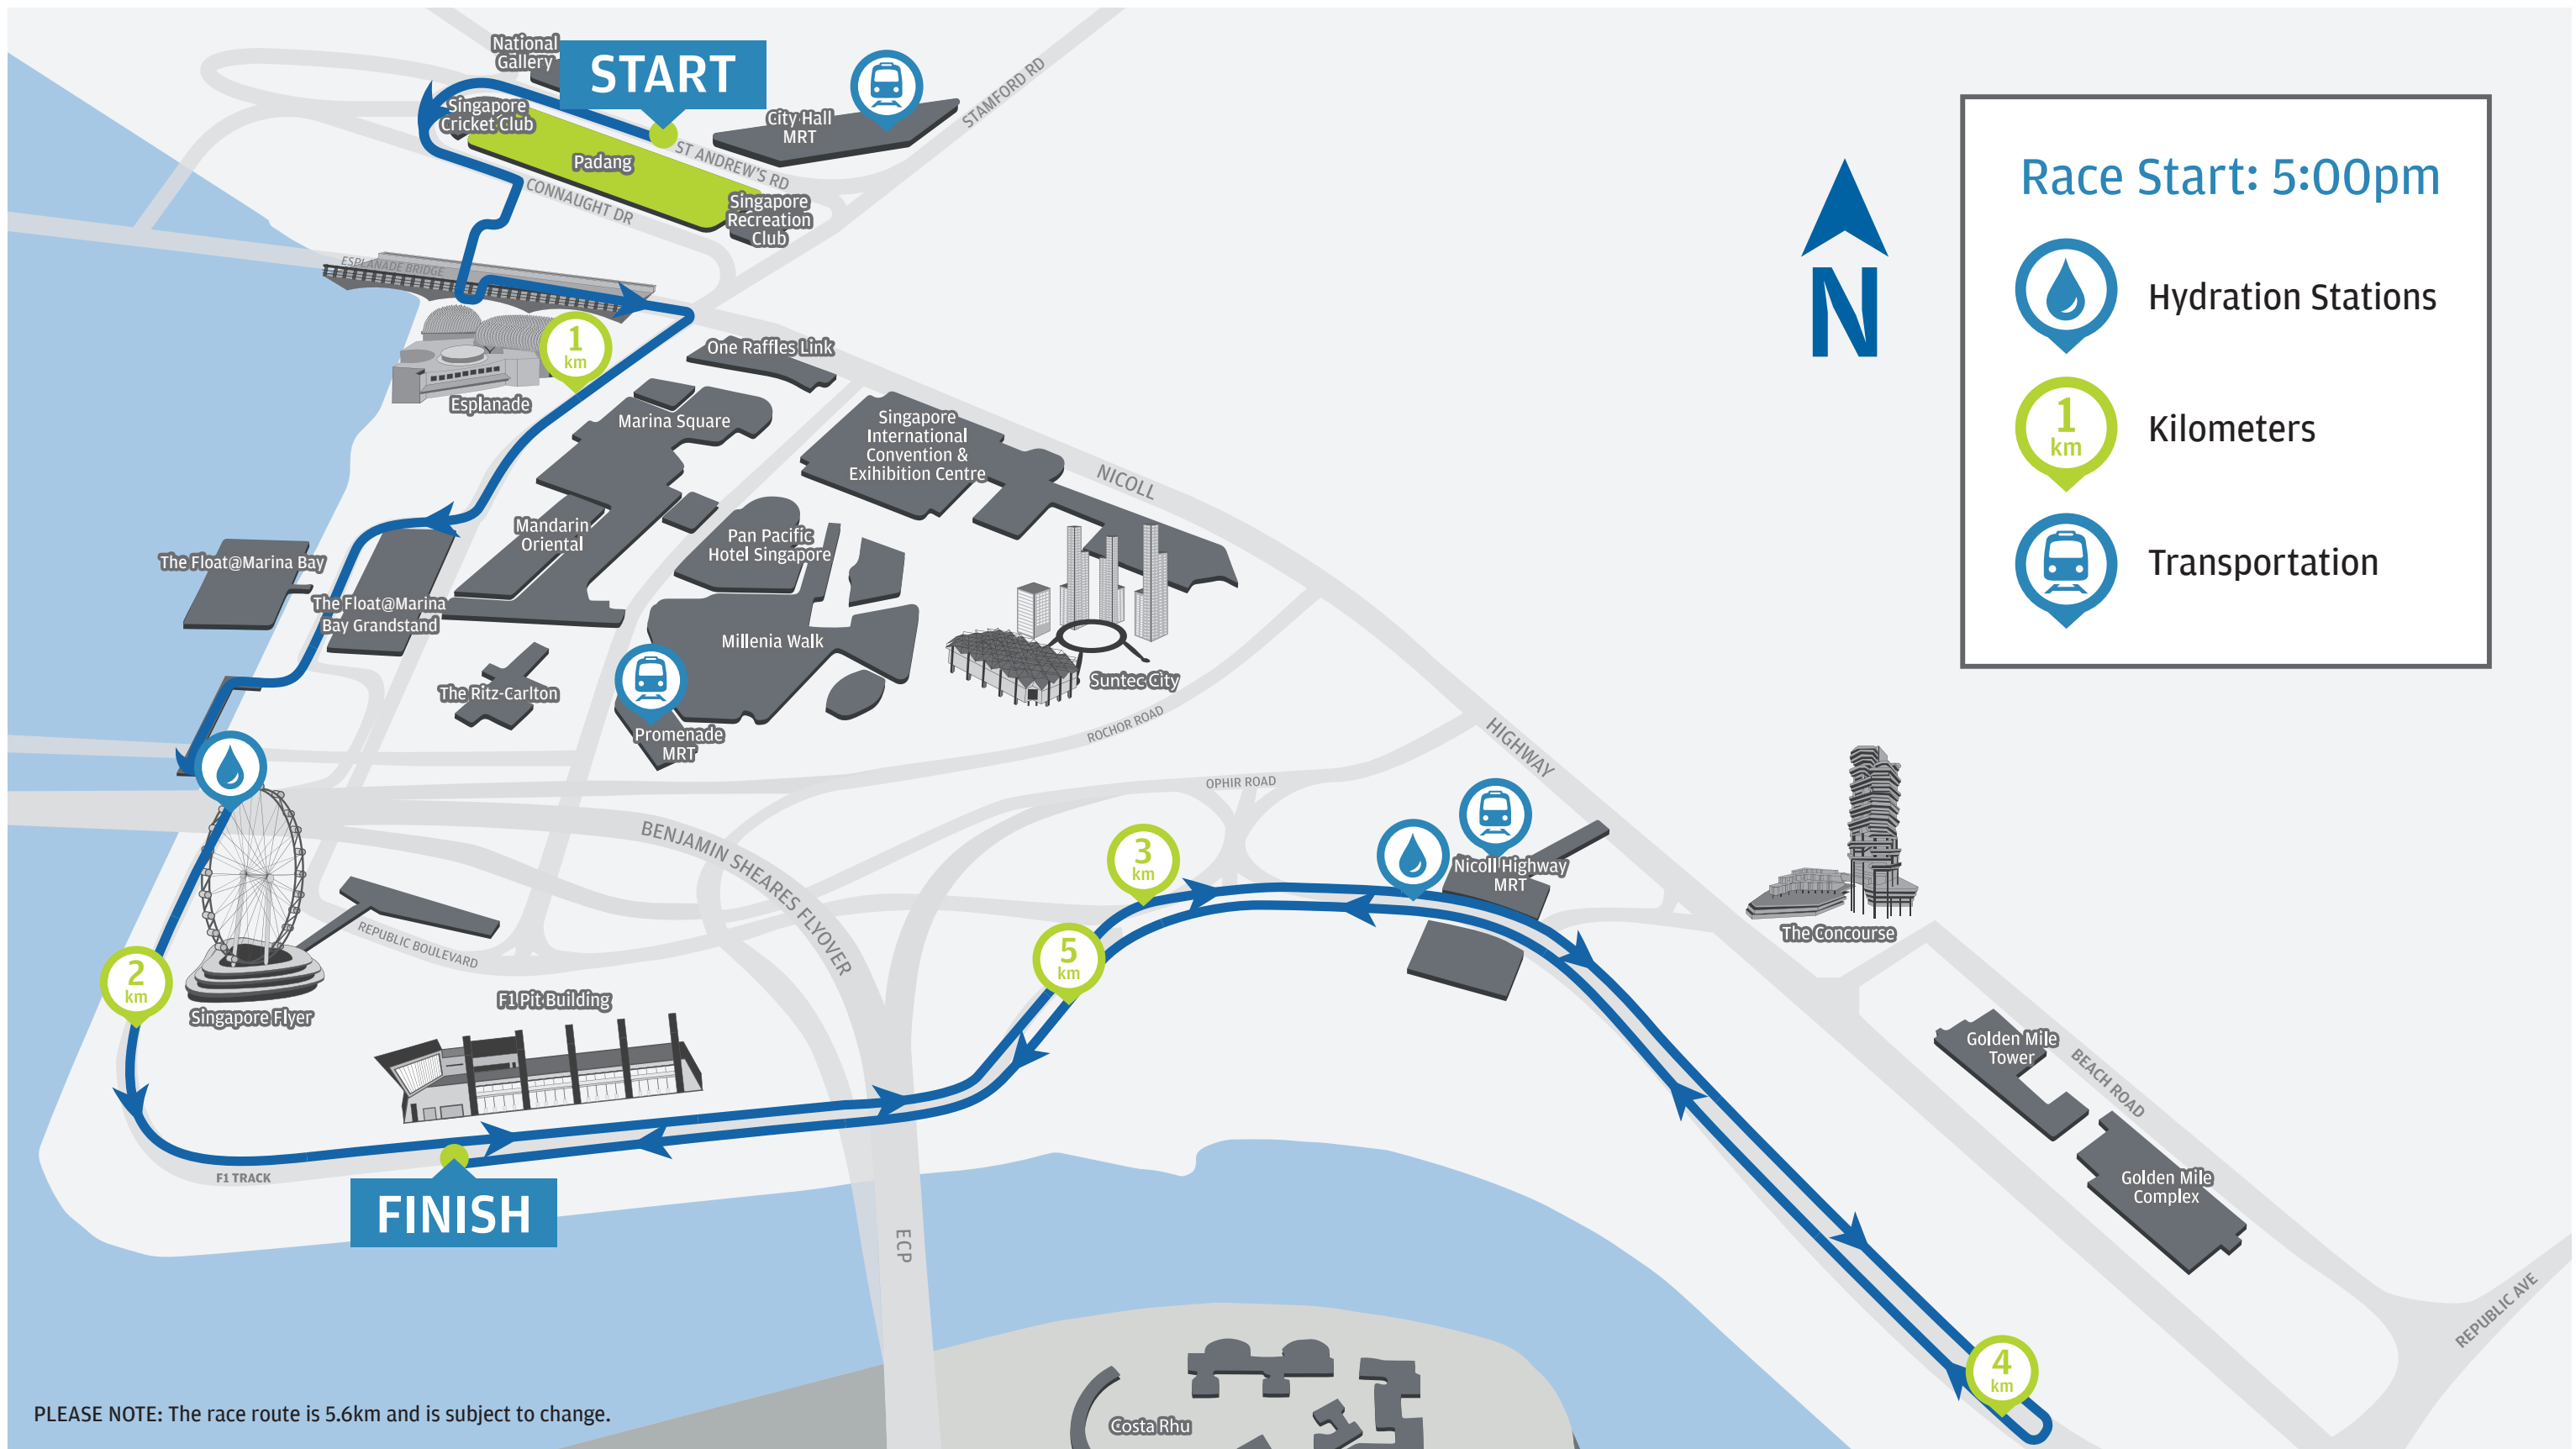 National
Gallery
START
Singapore
Cricket Club
City Hall
MRT
STAMFORD RD
Padang
ST ANDREW'S RD
CONNAUGHT DR
Singapore
Recreation
Club
ESPLANADE BRIDGE
1
km
Esplanade
One Raffles Link
Marina Square
Singapore
International
Convention &
Exihibition Centre
NICOLL
Mandarin
Oriental
Pan Pacific
Hotel Singapore
The Float@Marina Bay
The Float@Marina
Bay Grandstand
Millenia Walk
The Ritz-Carlton
Suntec City
Promenade
MRT
ROCHOR ROAD
HIGHWAY
OPHIR ROAD
BENJAMIN SHEARES FLYOVER
3
km
Nicoll Highway
MRT
The Concourse
REPUBLIC BOULEVARD
5
km
2
km
Singapore Flyer
F1 Pit Building
Golden Mile
Tower
BEACH ROAD
F1 TRACK
FINISH
Golden Mile
Complex
ECP
REPUBLIC AVE
4
km
Costa Rhu
PLEASE NOTE: The race route is 5.6km and is subject to change.
N
Race Start: 5:00pm
Hydration Stations
1
km
Kilometers
Transportation